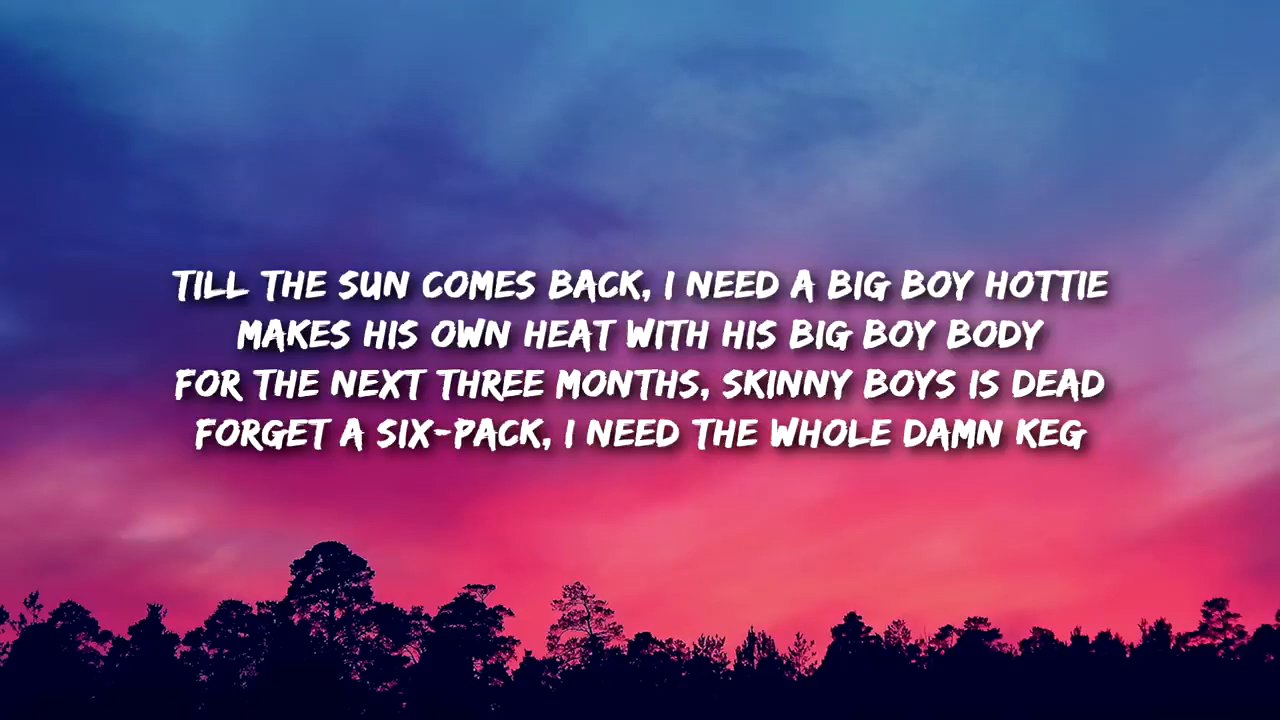 TILL THE SUN COMES BACK, I NEED A BIG BOY HOTTIE
MAKES HIS OWN HEAT WITH HIS BIG BOY BODY
FOR THE NEXT THREE MONTHS, SKINNY BOYS IS DEAD
FORGET A SIX-PACK, I NEED THE WHOLE DAMN KEG